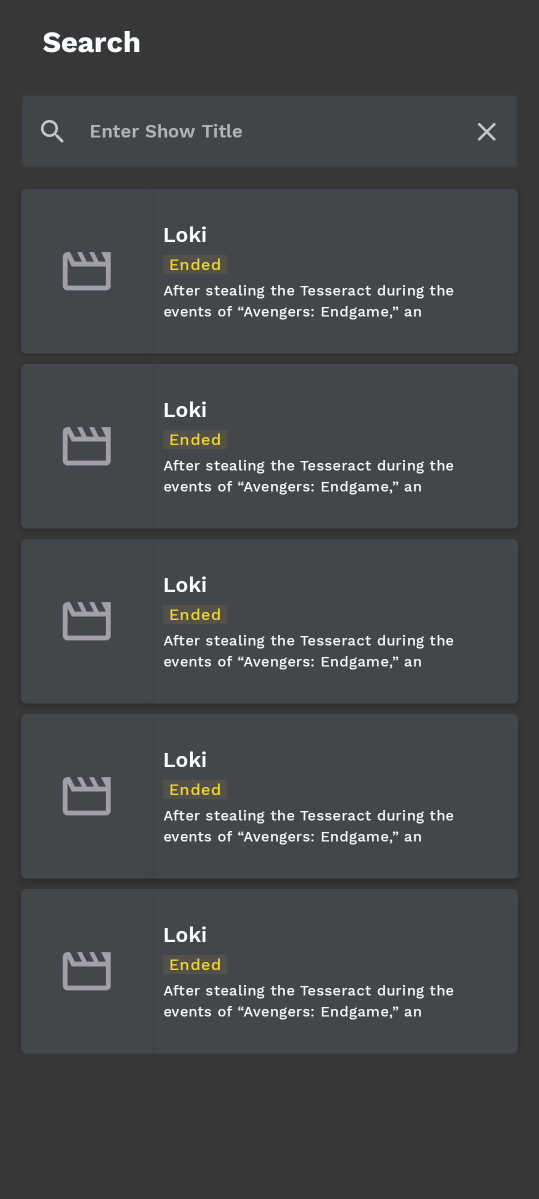 Search
Enter Show Title
Loki
Ended
After stealing the Tesseract during the
events of “Avengers: Endgame,” an
Loki
Ended
After stealing the Tesseract during the
events of “Avengers: Endgame,” an
Loki
Ended
After stealing the Tesseract during the
events of “Avengers: Endgame,” an
Loki
Ended
After stealing the Tesseract during the
events of “Avengers: Endgame,” an
Loki
Ended
After stealing the Tesseract during the
events of “Avengers: Endgame,” an